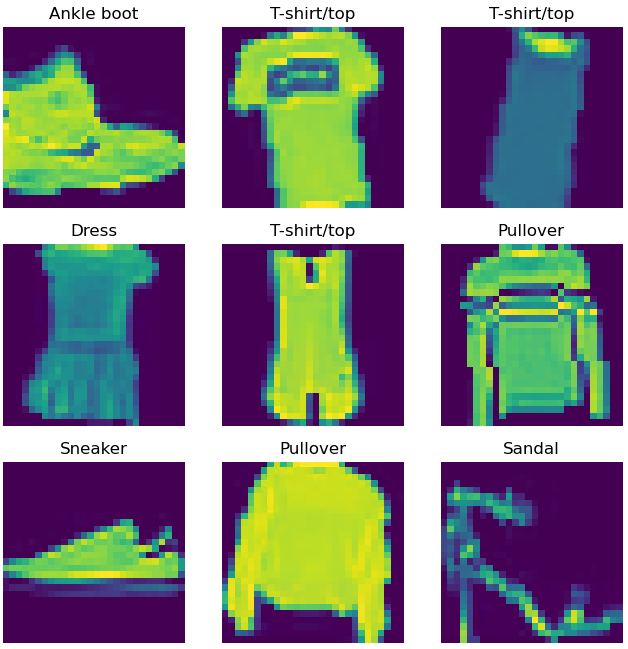 Ankle boot
T-shirt/top
T-shirt/top
Dress
T-shirt/top
Pullover
Sneaker
Pullover
Sandal